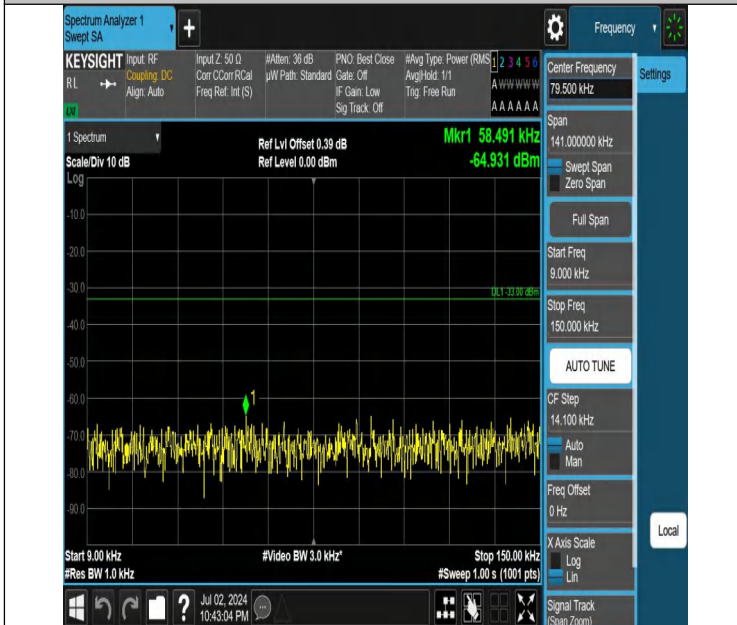 Spectrum Analyzer 1
Swept SA
Frequency
KEYSIGHT
RL
Input: RF
Coupling: DC
Align: Auto
Input Z: 50 Ω
Corr CCorr RCal
Freq Ref: Int (S)
#Atten: 36 dB
µW Path: Standard
PNO: Best Close
Gate: Off
IF Gain: Low
Sig Track: Off
#Avg Type: Power (RMS
Avg|Hold: 1/1
Trig: Free Run
1 2 3 4 5 6
A W W W W W
A A A A A A
1 Spectrum
Scale/Div 10 dB
Log
Ref Lvl Offset 0.39 dB
Ref Level 0.00 dBm
Mkr1 58.491 kHz
-64.931 dBm
-10.0
-20.0
-30.0
DL1 -33.00 dBm
-40.0
-50.0
-60.0
1
-70.0
-80.0
-90.0
Start 9.00 kHz
#Res BW 1.0 kHz
#Video BW 3.0 kHz*
Stop 150.00 kHz
#Sweep 1.00 s (1001 pts)
Jul 02, 2024
10:43:04 PM
Center Frequency
79.500 kHz
Settings
Span
141.000000 kHz
Swept Span
Zero Span
Full Span
Start Freq
9.000 kHz
Stop Freq
150.000 kHz
AUTO TUNE
CF Step
14.100 kHz
Auto
Man
Freq Offset
0 Hz
X Axis Scale
Log
Lin
Local
Signal Track
(Span Zoom)